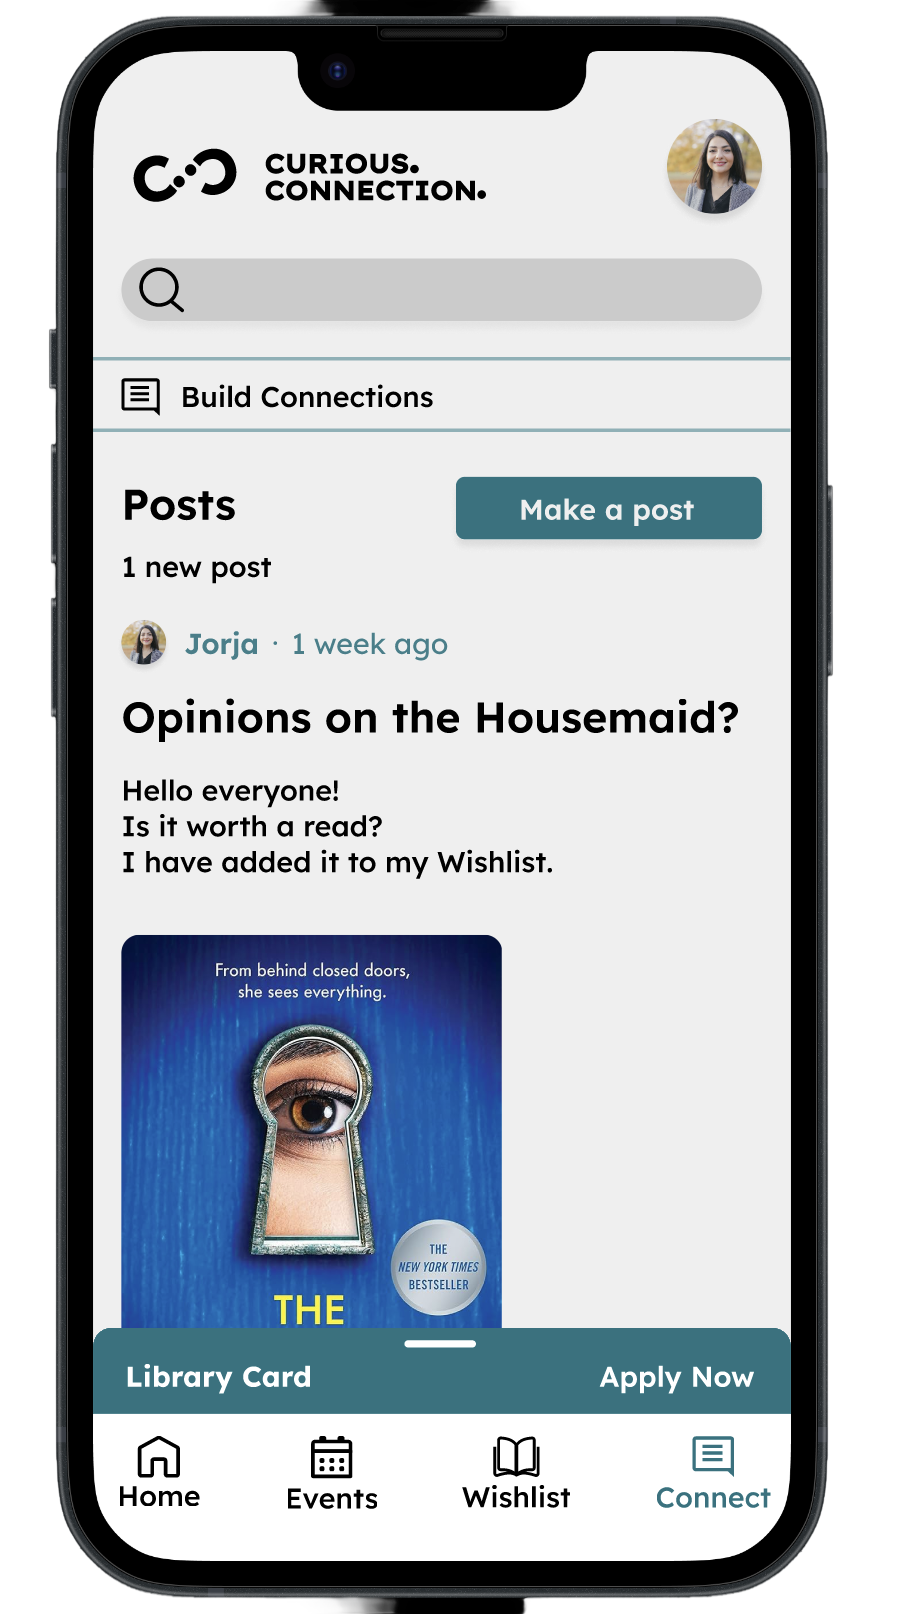 CURIOUS.
CONNECTION.
Build Connections
Posts
Make a post
1 new post
Jorja · 1 week ago
Opinions on the Housemaid?
Hello everyone!
Is it worth a read?
I have added it to my Wishlist.
From behind closed doors,
she sees everything.
THE
NEW YORK TIMES
BESTSELLER
THE
Library Card
Apply Now
Home
Events
Wishlist
Connect